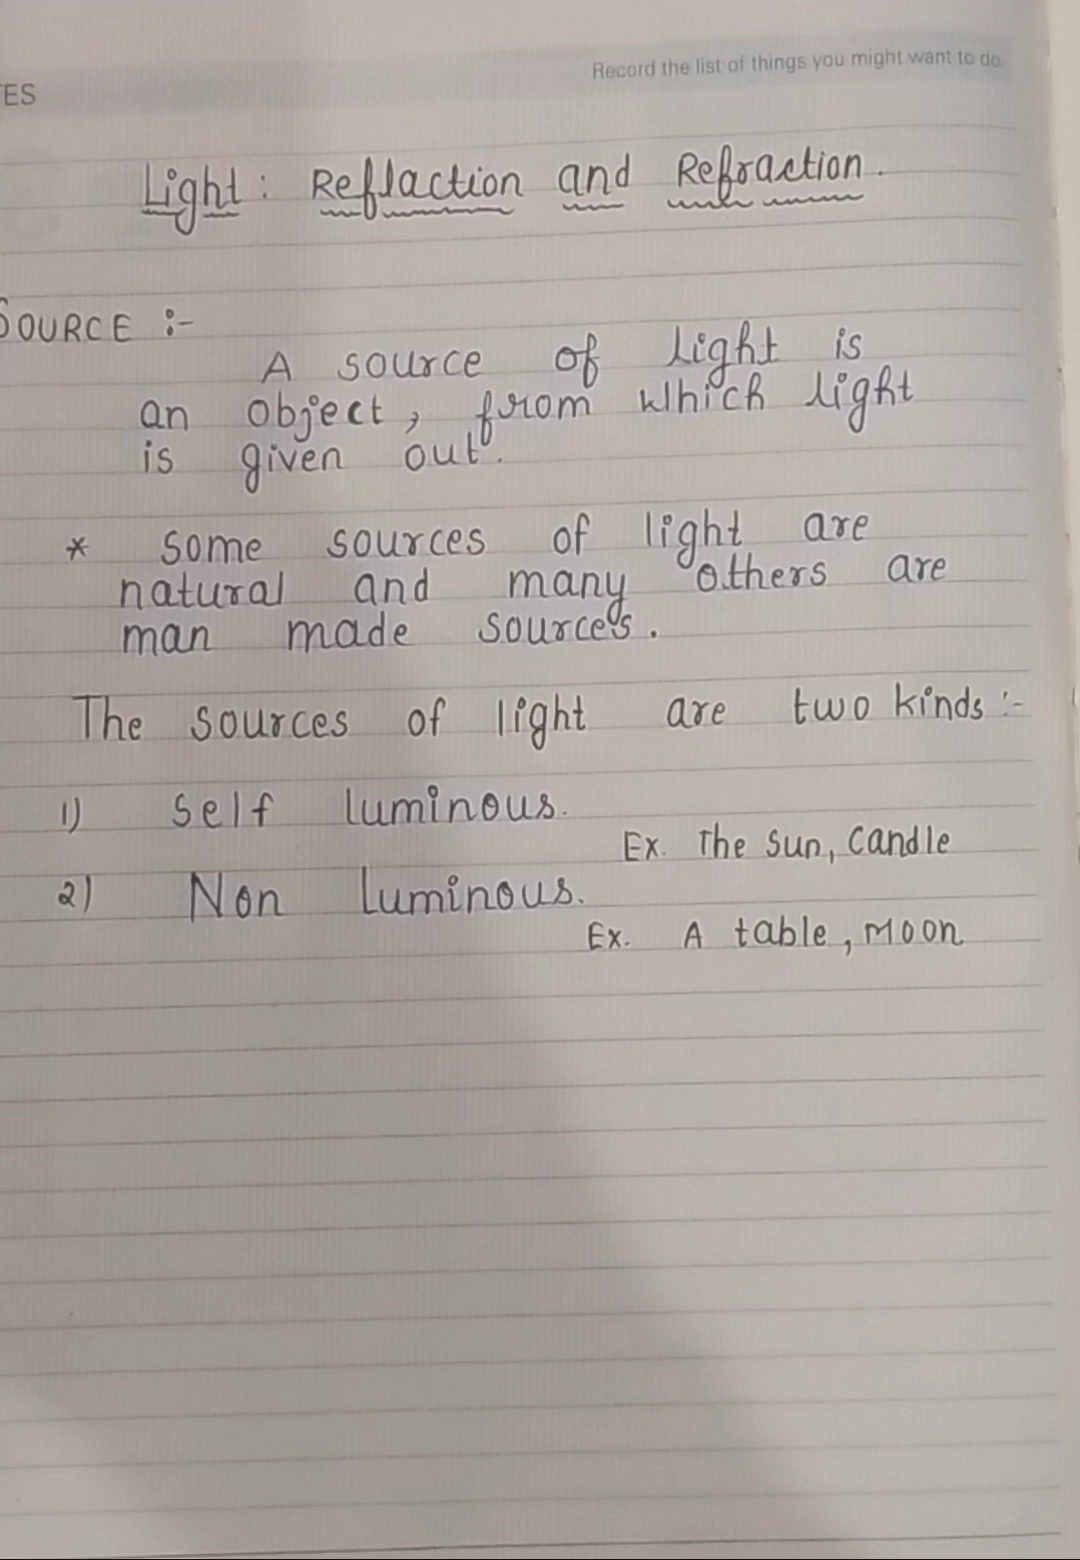 Record the list of things you might want to do.
ES
Light: Reflaction and Refraction.
SOURCE :-
A source of light is
an object, from which light
is given out.
* some sources of light are
natural and many others are
man made sources.
The sources of light are two kinds :-
1) Self luminous.
Ex. The sun, Candle
2) Non luminous.
Ex. A table, Moon